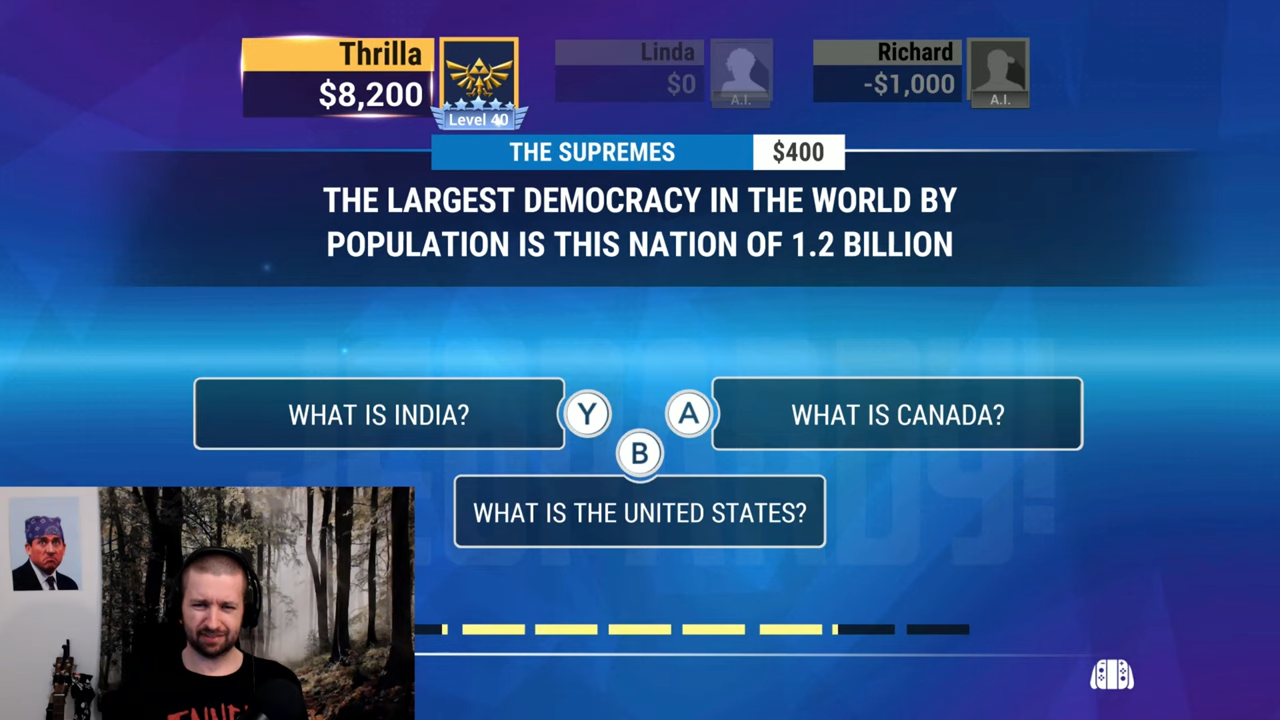 Thrilla
$8,200
Level 40
Linda
$0
A.I.
Richard
-$1,000
A.I.
THE SUPREMES $400
THE LARGEST DEMOCRACY IN THE WORLD BY
POPULATION IS THIS NATION OF 1.2 BILLION
WHAT IS INDIA? Y
A WHAT IS CANADA?
B
WHAT IS THE UNITED STATES?
JEOPARDY!